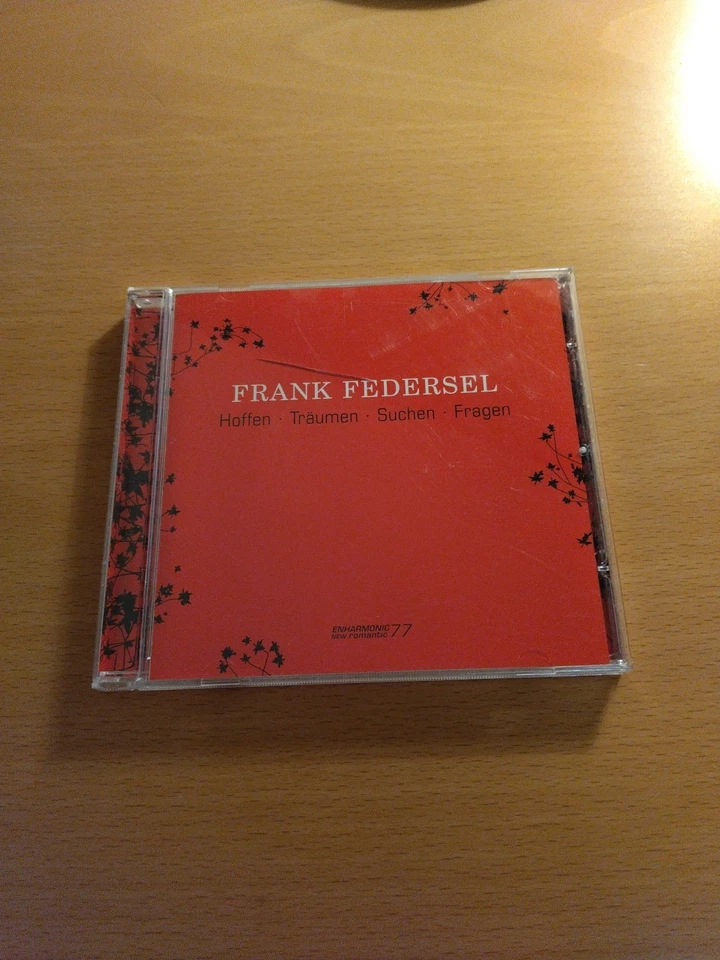 FRANK FEDERSEL
Hoffen · Träumen · Suchen · Fragen
ENHARMONIC 77
new romantic